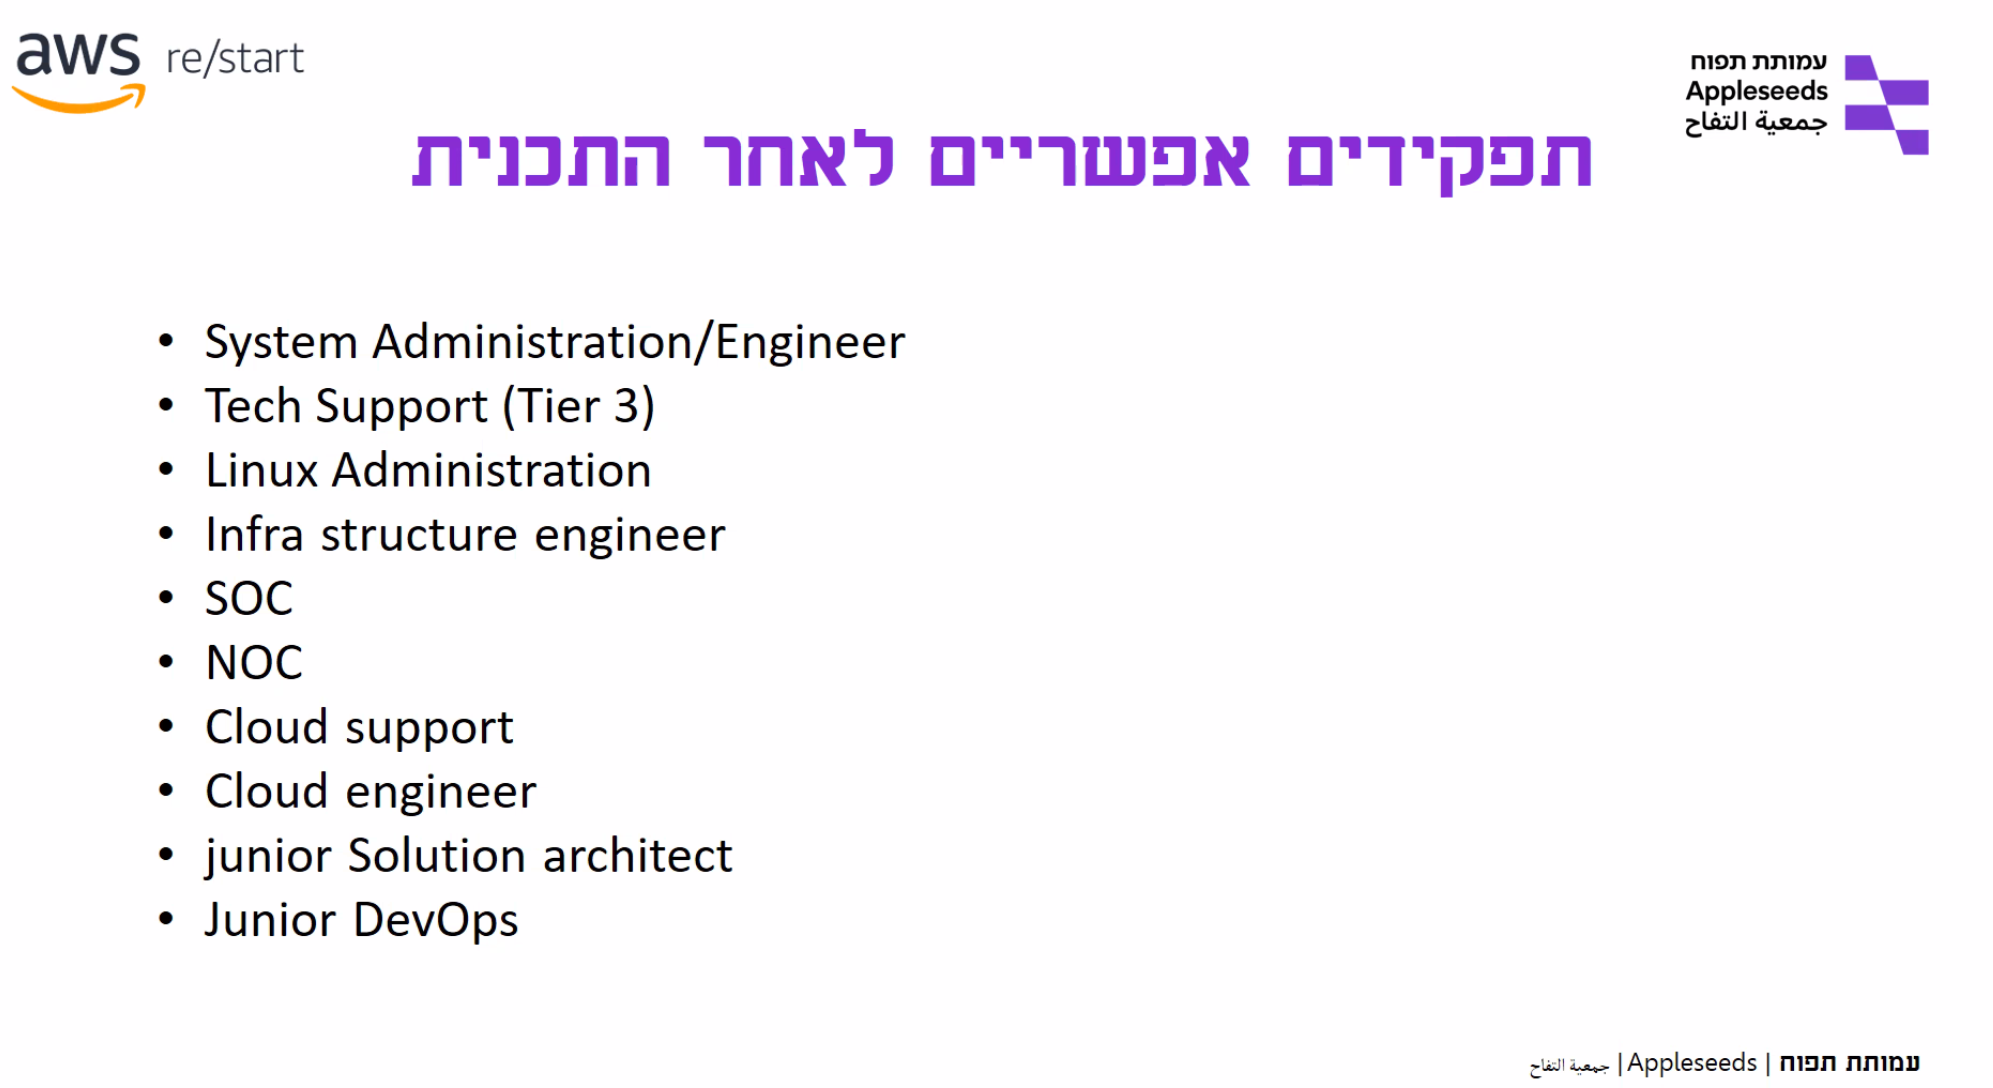 aws re/start
עמותת תפוח
Appleseeds
جمعية التفاح
תפקידים אפשריים לאחר התכנית
• System Administration/Engineer
• Tech Support (Tier 3)
• Linux Administration
• Infra structure engineer
• SOC
• NOC
• Cloud support
• Cloud engineer
• junior Solution architect
• Junior DevOps
עמותת תפוח | Appleseeds | جمعية التفاح